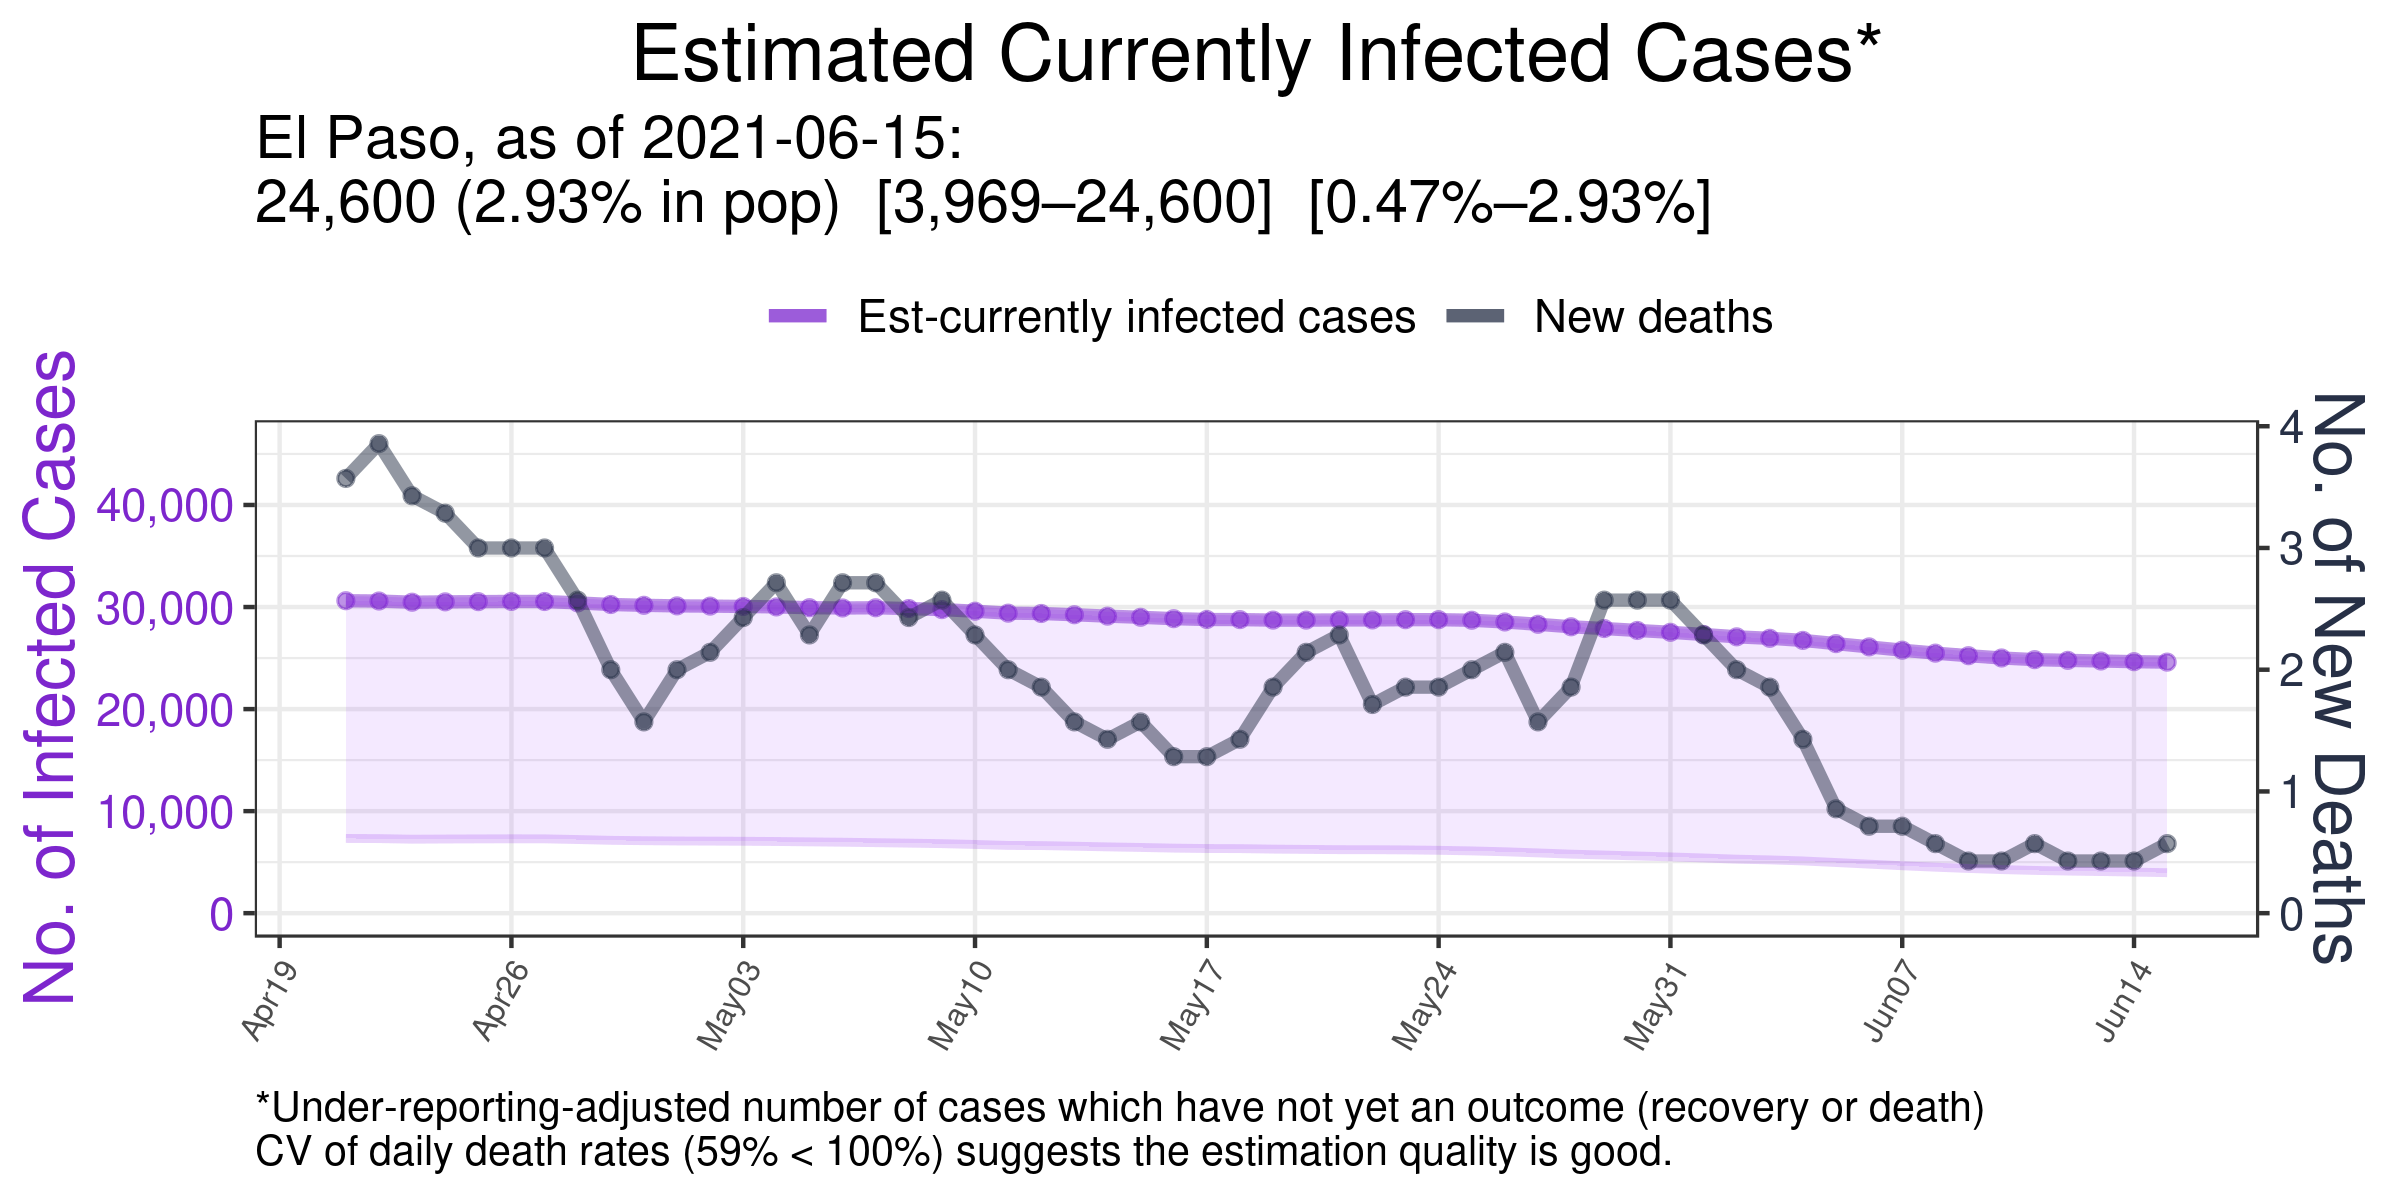 Estimated Currently Infected Cases*
El Paso, as of 2021-06-15:
24,600 (2.93% in pop)  [3,969–24,600]  [0.47%–2.93%]
Est-currently infected cases
New deaths
No. of Infected Cases
40,000
30,000
20,000
10,000
0
4
3
2
1
0
No. of New Deaths
Apr19
Apr26
May03
May10
May17
May24
May31
Jun07
Jun14
*Under-reporting-adjusted number of cases which have not yet an outcome (recovery or death)
CV of daily death rates (59% < 100%) suggests the estimation quality is good.